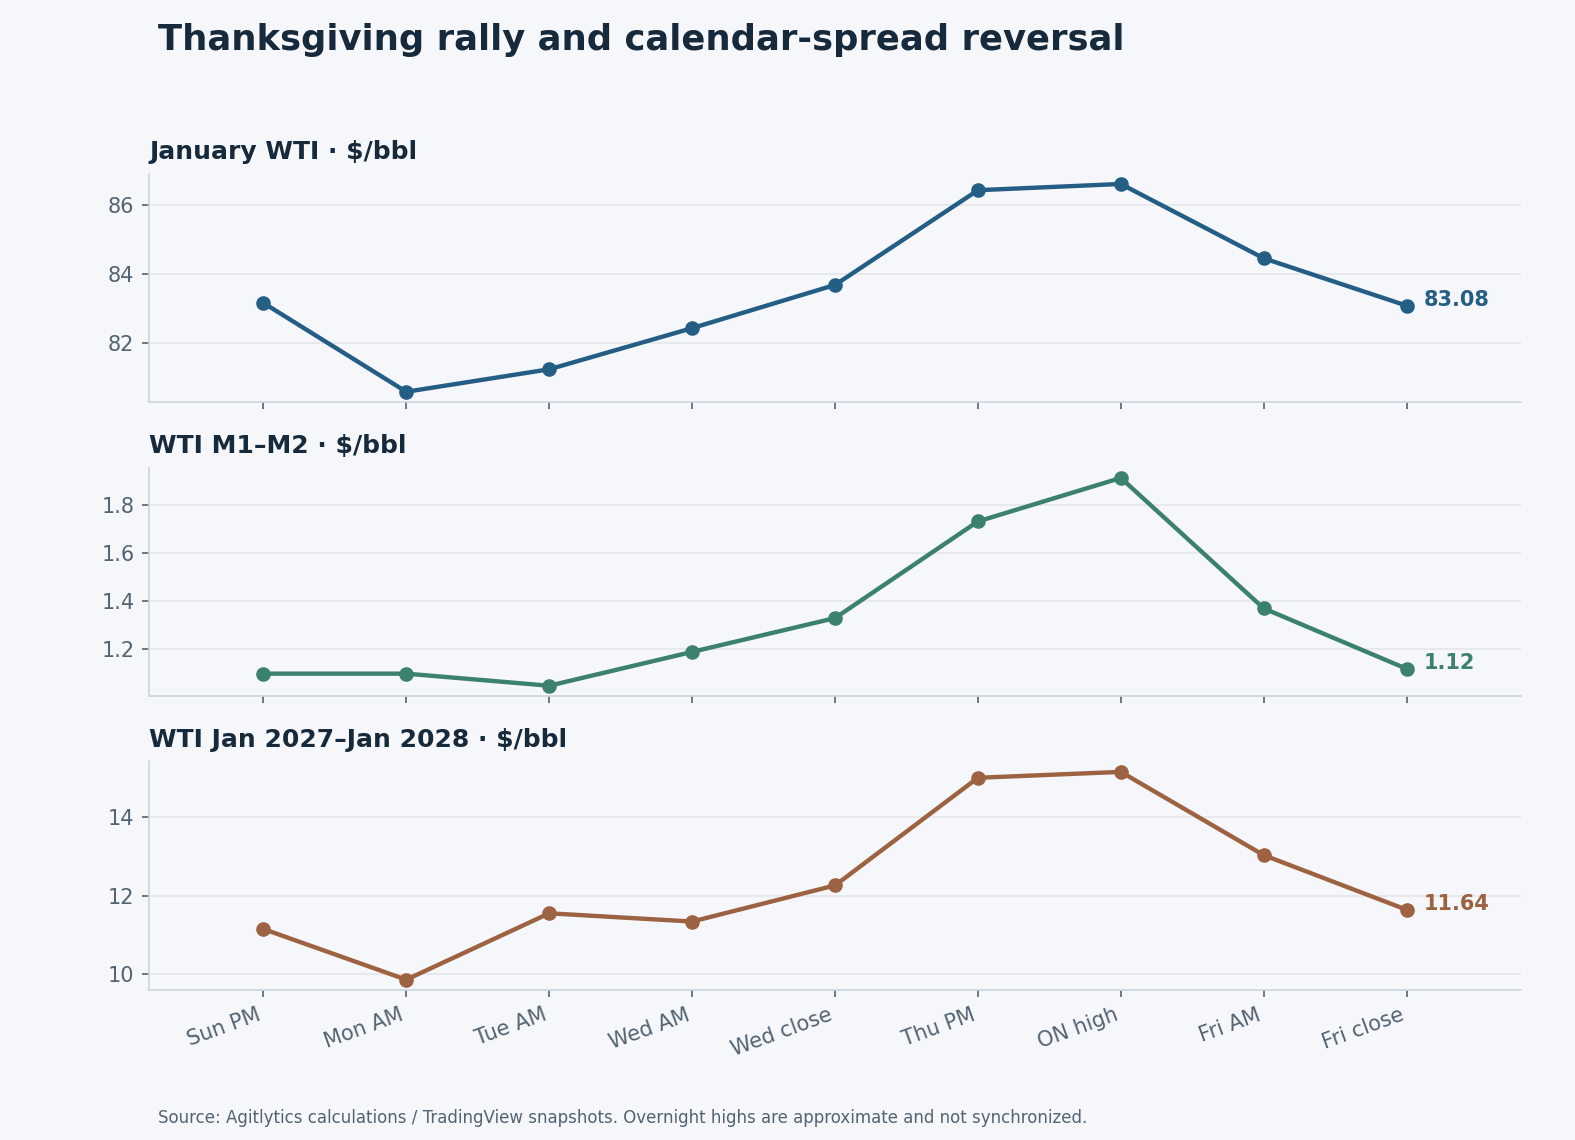 Thanksgiving rally and calendar-spread reversal
January WTI · $/bbl
86
84
82
83.08
WTI M1–M2 · $/bbl
1.8
1.6
1.4
1.2
1.12
WTI Jan 2027–Jan 2028 · $/bbl
14
12
10
11.64
Sun PM
Mon AM
Tue AM
Wed AM
Wed close
Thu PM
ON high
Fri AM
Fri close
Source: Agitlytics calculations / TradingView snapshots. Overnight highs are approximate and not synchronized.